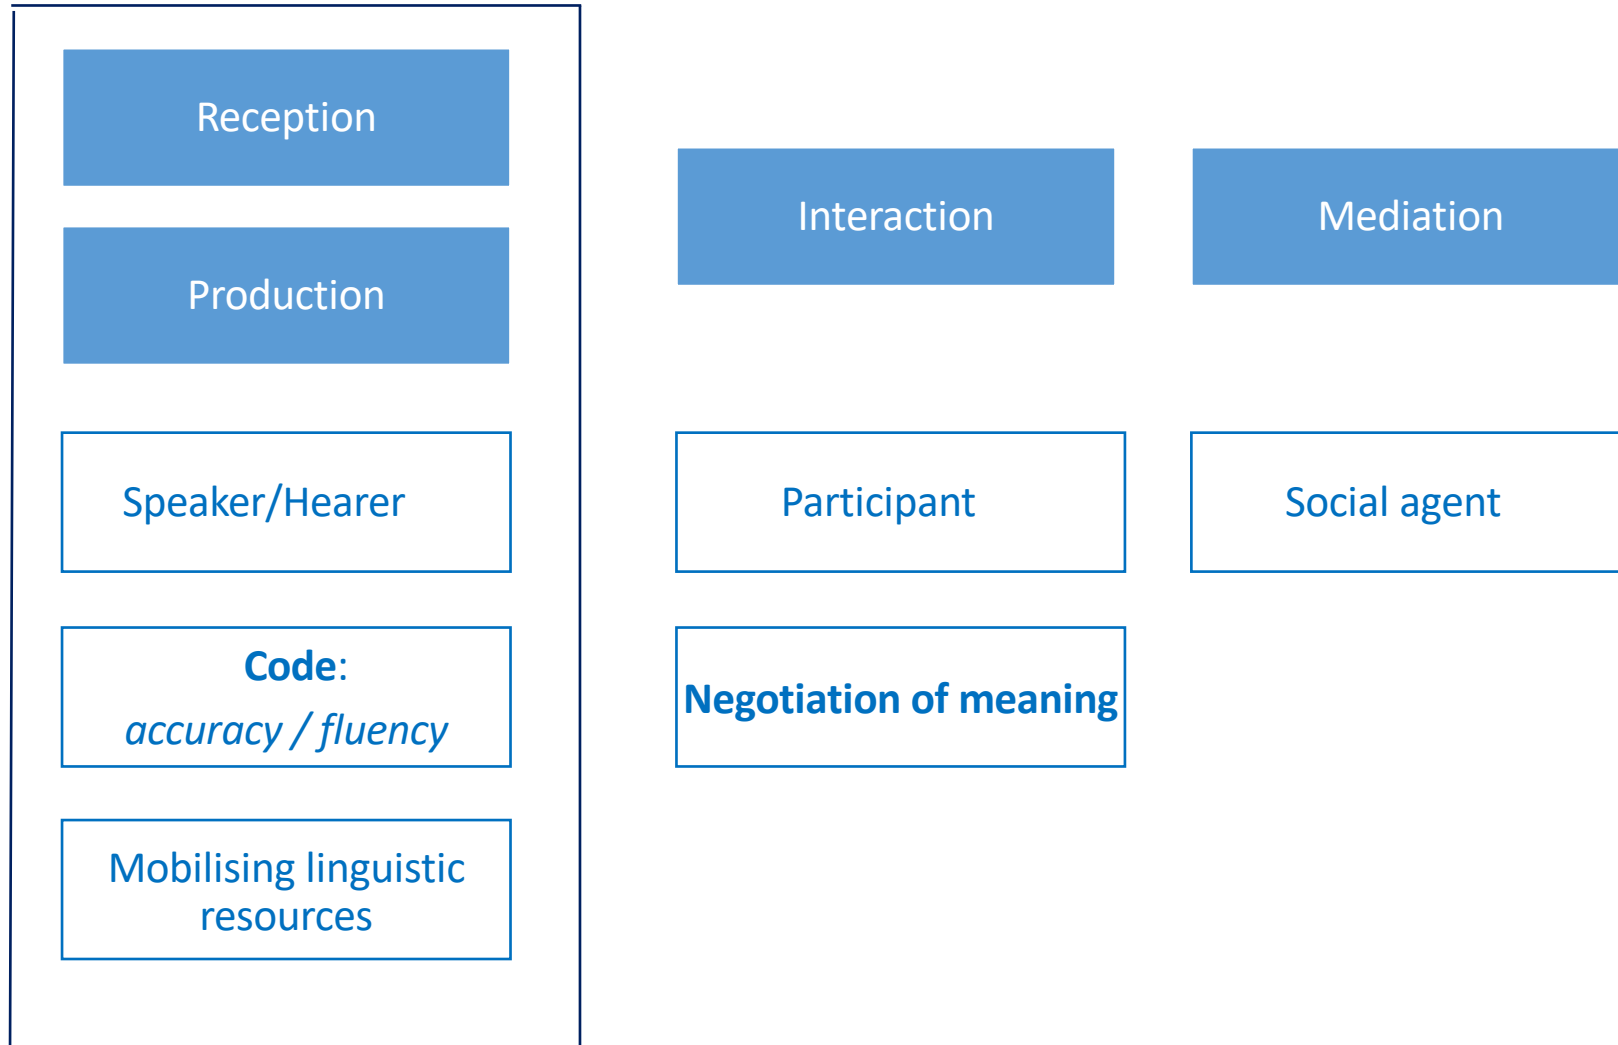 Reception
Production
Speaker/Hearer
Code:
accuracy / fluency
Mobilising linguistic
resources
Interaction
Participant
Negotiation of meaning
Mediation
Social agent